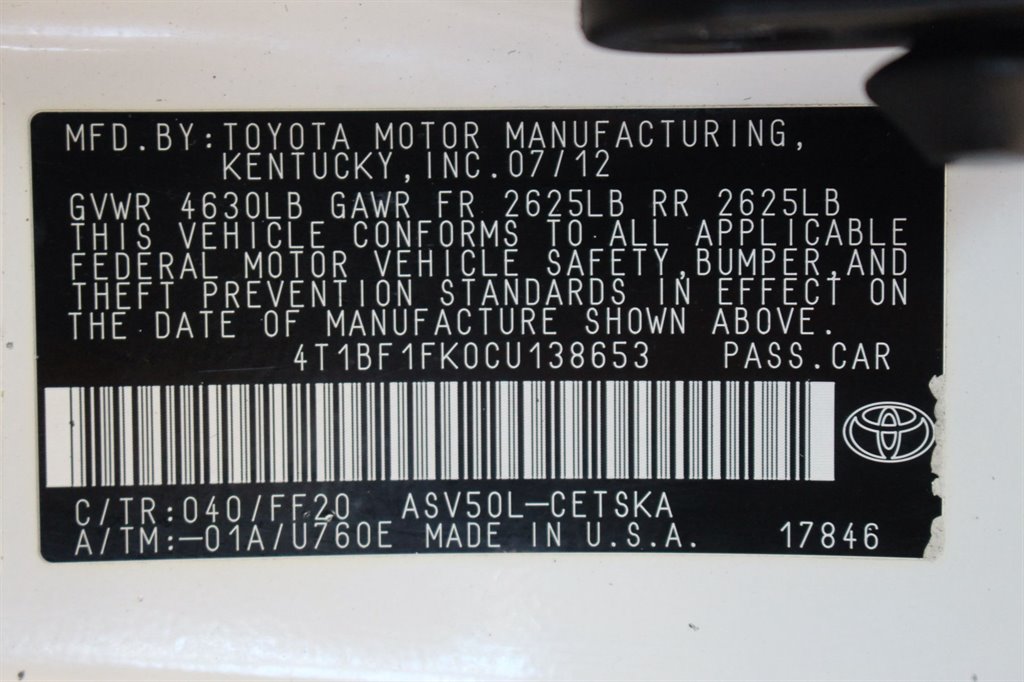 MFD.BY:TOYOTA MOTOR MANUFACTURING,
KENTUCKY,INC.07/12
GVWR 4630LB GAWR FR 2625LB RR 2625LB
THIS VEHICLE CONFORMS TO ALL APPLICABLE
FEDERAL MOTOR VEHICLE SAFETY,BUMPER,AND
THEFT PREVENTION STANDARDS IN EFFECT ON
THE DATE OF MANUFACTURE SHOWN ABOVE.
4T1BF1FK0CU138653 PASS.CAR
C/TR:040/FF20 ASV50L-CETSKA
A/TM:-01A/U760E MADE IN U.S.A. 17846